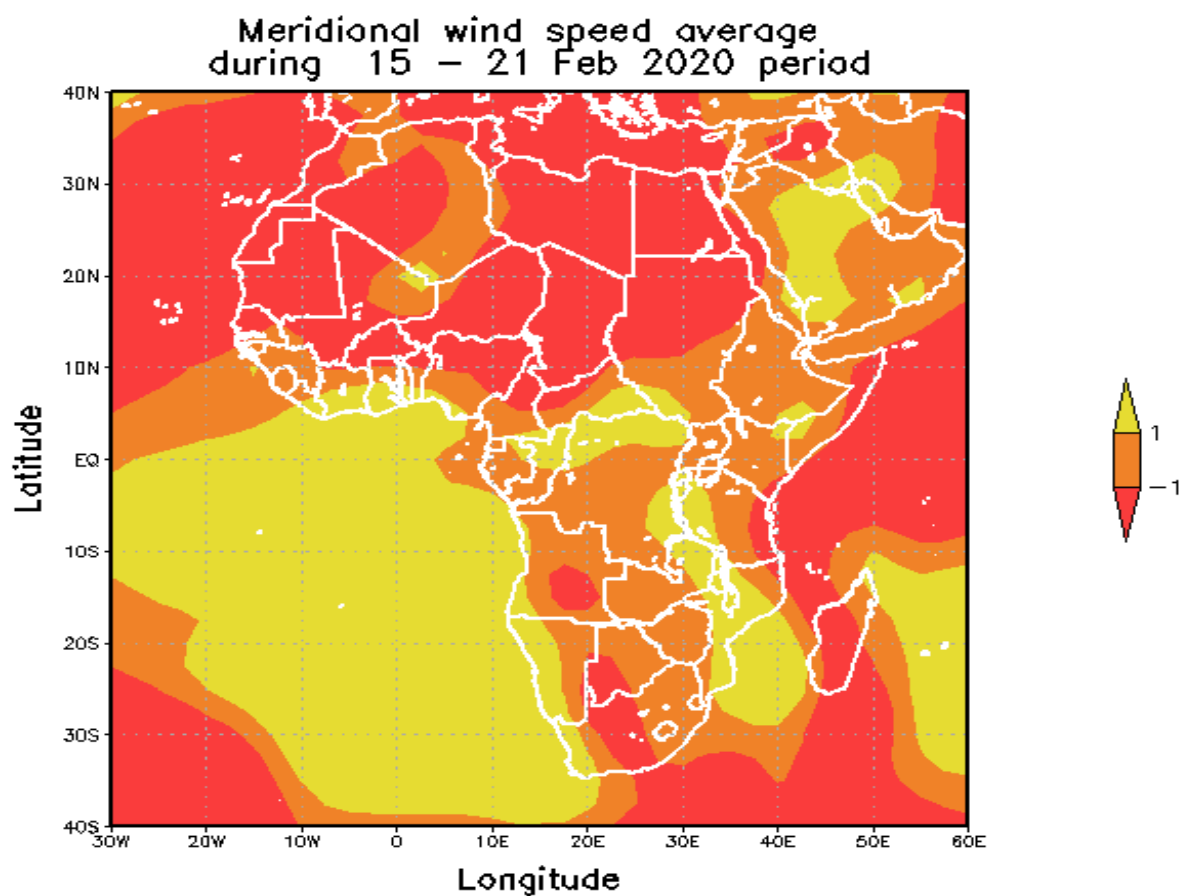 Meridional wind speed average
during 15 – 21 Feb 2020 period
40N
30N
20N
10N
EQ
10S
20S
30S
40S
Latitude
30W 20W 10W 0 10E 20E 30E 40E 50E 60E
Longitude
1
−1